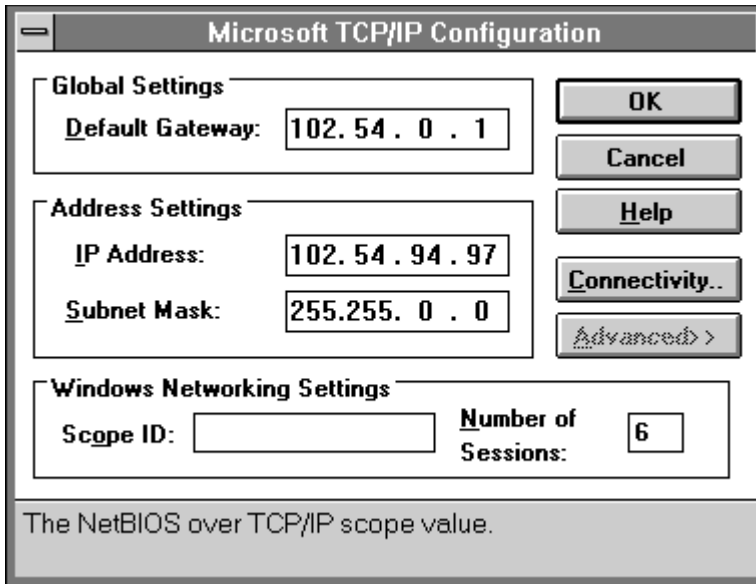 Microsoft TCP/IP Configuration
Global Settings
Default Gateway: 102. 54 . 0 . 1
OK
Cancel
Help
Address Settings
IP Address: 102. 54 . 94 . 97
Subnet Mask: 255.255. 0 . 0
Connectivity..
Advanced>>
Windows Networking Settings
Scope ID:
Number of
Sessions: 6
The NetBIOS over TCP/IP scope value.